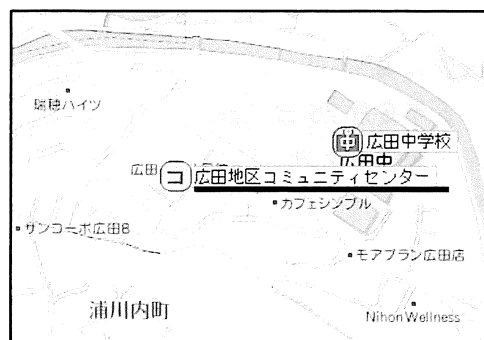 瑞穂ハイツ
中 広田中学校
広田中
広田
コ 広田地区コミュニティセンター
カフェシンプル
サンコーポ広田8
モアプラン広田店
浦川内町
Nihon Wellness